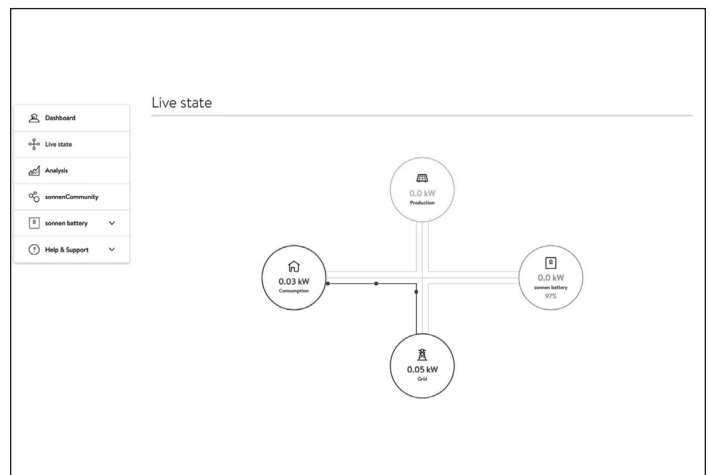 Live state
Dashboard
Live state
Analysis
sonnenCommunity
sonnen battery
Help & Support
0.0 kW
Production
0.03 kW
Consumption
0.0 kW
sonnen battery
97%
0.05 kW
Grid